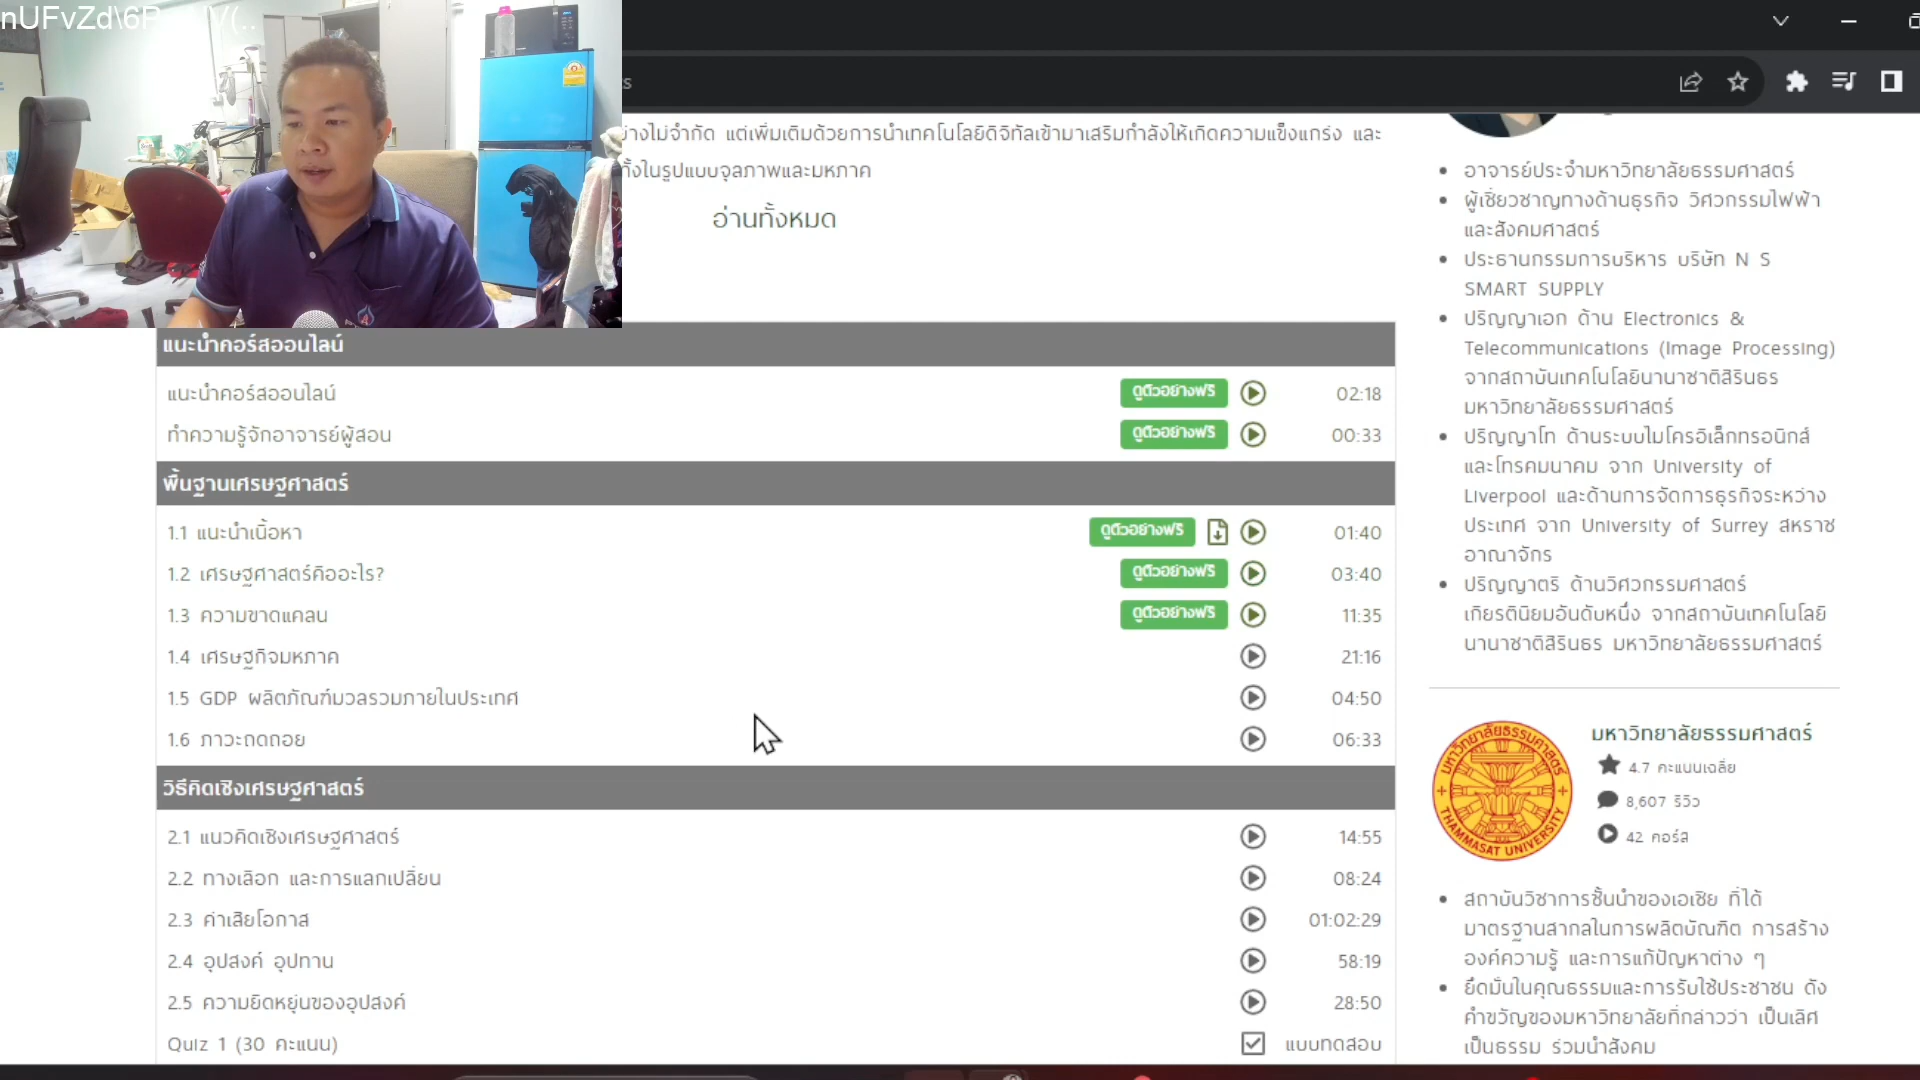 s
แต่เพิ่มเติมด้วยการนำเทคโนโลยีดิจิทัลเข้ามาเสริมกำลังให้เกิดความแข็งแกร่ง และ
ทั้งในรูปแบบจุลภาพและมหภาค
อ่านทั้งหมด
แนะนำคอร์สออนไลน์
แนะนำคอร์สออนไลน์ ดูตัวอย่างฟรี 02:18
ทำความรู้จักอาจารย์ผู้สอน ดูตัวอย่างฟรี 00:33
พื้นฐานเศรษฐศาสตร์
1.1 แนะนำเนื้อหา ดูตัวอย่างฟรี 01:40
1.2 เศรษฐศาสตร์คืออะไร? ดูตัวอย่างฟรี 03:40
1.3 ความขาดแคลน ดูตัวอย่างฟรี 11:35
1.4 เศรษฐกิจมหภาค 21:16
1.5 GDP ผลิตภัณฑ์มวลรวมภายในประเทศ 04:50
1.6 ภาวะถดถอย 06:33
วิธีคิดเชิงเศรษฐศาสตร์
2.1 แนวคิดเชิงเศรษฐศาสตร์ 14:55
2.2 ทางเลือก และการแลกเปลี่ยน 08:24
2.3 ค่าเสียโอกาส 01:02:29
2.4 อุปสงค์ อุปทาน 58:19
2.5 ความยืดหยุ่นของอุปสงค์ 28:50
Quiz 1 (30 คะแนน) แบบทดสอบ
อาจารย์ประจำมหาวิทยาลัยธรรมศาสตร์
ผู้เชี่ยวชาญทางด้านธุรกิจ วิศวกรรมไฟฟ้า
และสังคมศาสตร์
ประธานกรรมการบริหาร บริษัท N S
SMART SUPPLY
ปริญญาเอก ด้าน Electronics &
Telecommunications (Image Processing)
จากสถาบันเทคโนโลยีนานาชาติสิรินธร
มหาวิทยาลัยธรรมศาสตร์
ปริญญาโท ด้านระบบไมโครอิเล็กทรอนิกส์
และโทรคมนาคม จาก University of
Liverpool และด้านการจัดการธุรกิจระหว่าง
ประเทศ จาก University of Surrey สหราช
อาณาจักร
ปริญญาตรี ด้านวิศวกรรมศาสตร์
เกียรตินิยมอันดับหนึ่ง จากสถาบันเทคโนโลยี
นานาชาติสิรินธร มหาวิทยาลัยธรรมศาสตร์
มหาวิทยาลัยธรรมศาสตร์
THAMMASAT UNIVERSITY
มหาวิทยาลัยธรรมศาสตร์
4.7 คะแนนเฉลี่ย
8,607 รีวิว
42 คอร์ส
สถาบันวิชาการชั้นนำของเอเชีย ที่ได้
มาตรฐานสากลในการผลิตบัณฑิต การสร้าง
องค์ความรู้ และการแก้ปัญหาต่าง ๆ
ยึดมั่นในคุณธรรมและการรับใช้ประชาชน ดัง
คำขวัญของมหาวิทยาลัยที่กล่าวว่า เป็นเลิศ
เป็นธรรม ร่วมนำสังคม